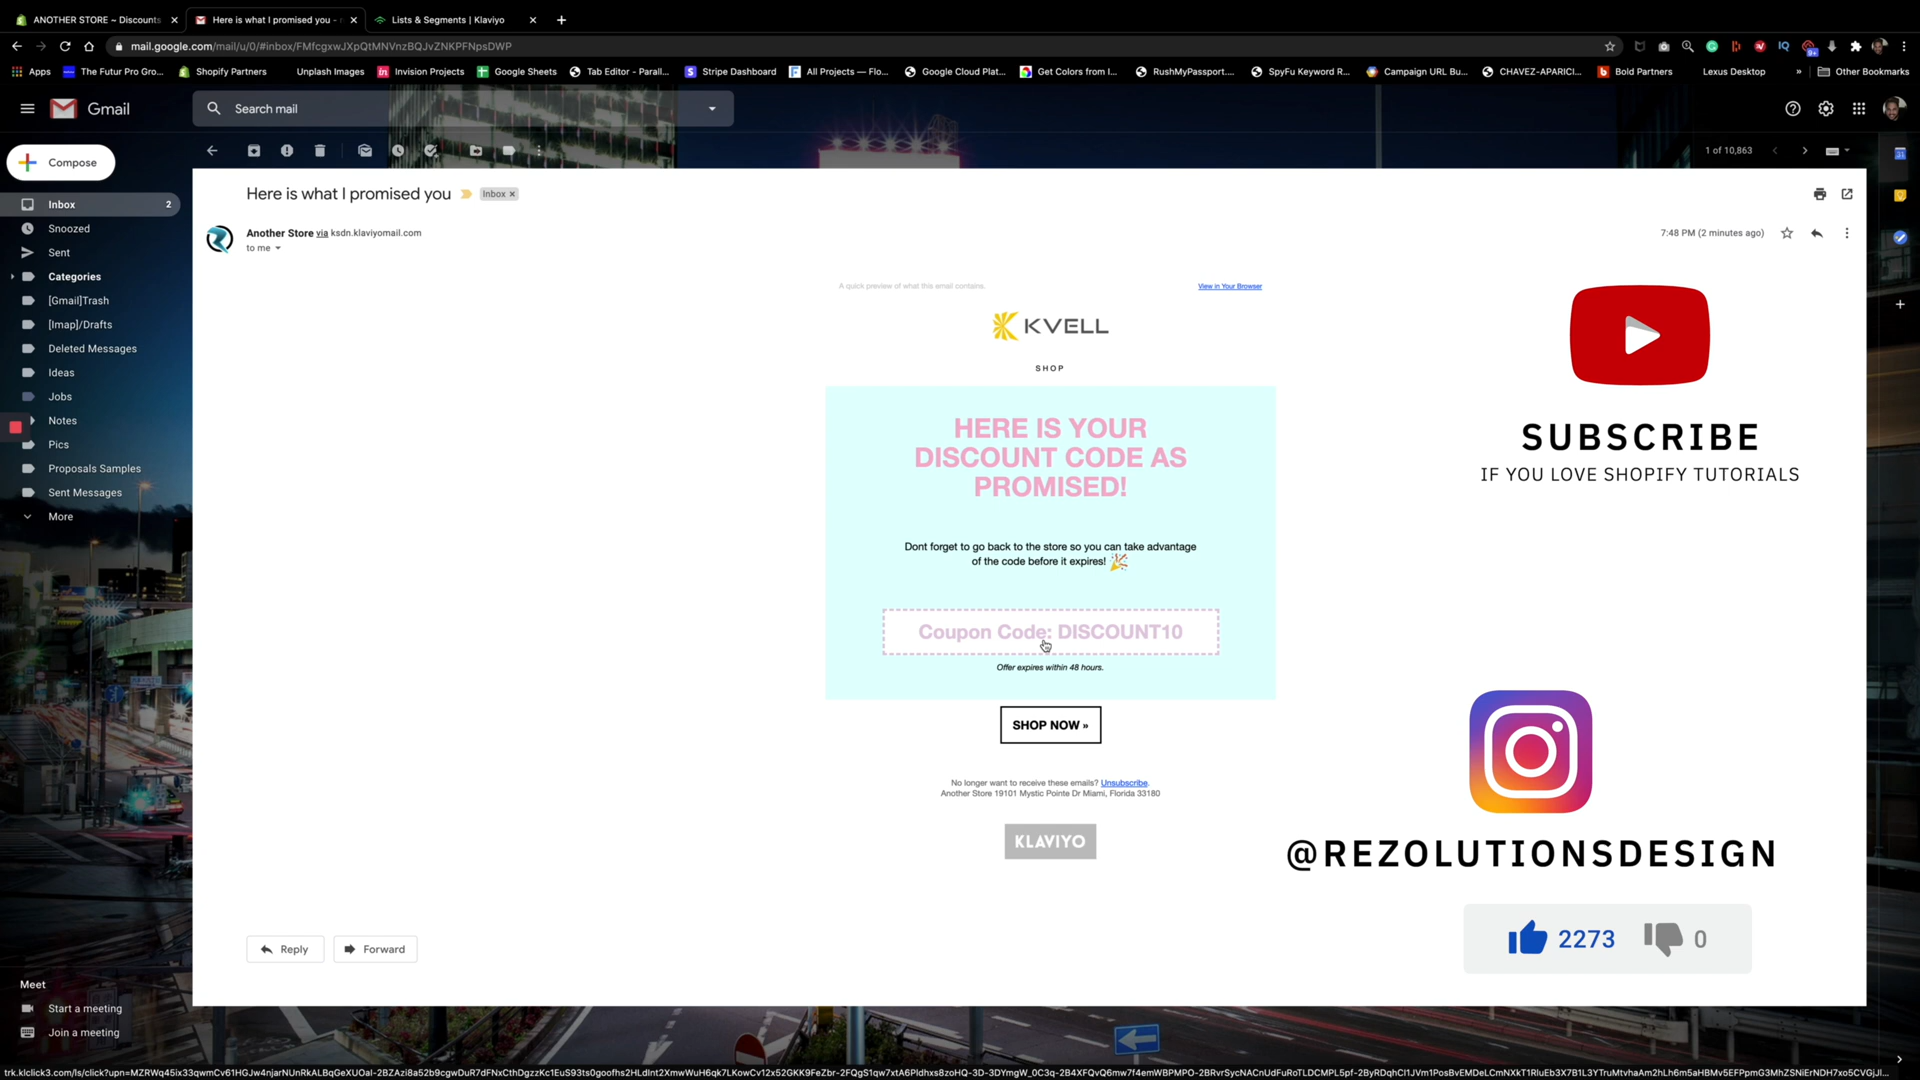 ANOTHER STORE ~ Discounts
Here is what I promised you -
Lists & Segments | Klaviyo
mail.google.com/mail/u/0/#inbox/FMfcgxwJXpQtMNVnzBQJvZNKPFNpsDWP
Apps
The Futur Pro Gro...
Shopify Partners
Unplash Images
Invision Projects
Google Sheets
Tab Editor - Parall...
Stripe Dashboard
All Projects — Flo...
Google Cloud Plat...
Get Colors from I...
RushMyPassport....
SpyFu Keyword R...
Campaign URL Bu...
CHAVEZ-APARICI...
Bold Partners
Lexus Desktop
»
Other Bookmarks
Gmail
Search mail
Compose
1 of 10,863
Inbox 2
Snoozed
Sent
Categories
[Gmail]Trash
[Imap]/Drafts
Deleted Messages
Ideas
Jobs
Notes
Pics
Proposals Samples
Sent Messages
More
Here is what I promised you
Inbox
Another Store via ksdn.klaviyomail.com
to me
7:48 PM (2 minutes ago)
A quick preview of what this email contains.
View in Your Browser
KVELL
SHOP
HERE IS YOUR
DISCOUNT CODE AS
PROMISED!
Dont forget to go back to the store so you can take advantage
of the code before it expires!
Coupon Code: DISCOUNT10
Offer expires within 48 hours.
SHOP NOW »
No longer want to receive these emails? Unsubscribe.
Another Store 19101 Mystic Pointe Dr Miami, Florida 33180
KLAVIYO
SUBSCRIBE
IF YOU LOVE SHOPIFY TUTORIALS
@REZOLUTIONSDESIGN
2273
0
Reply
Forward
Meet
Start a meeting
Join a meeting